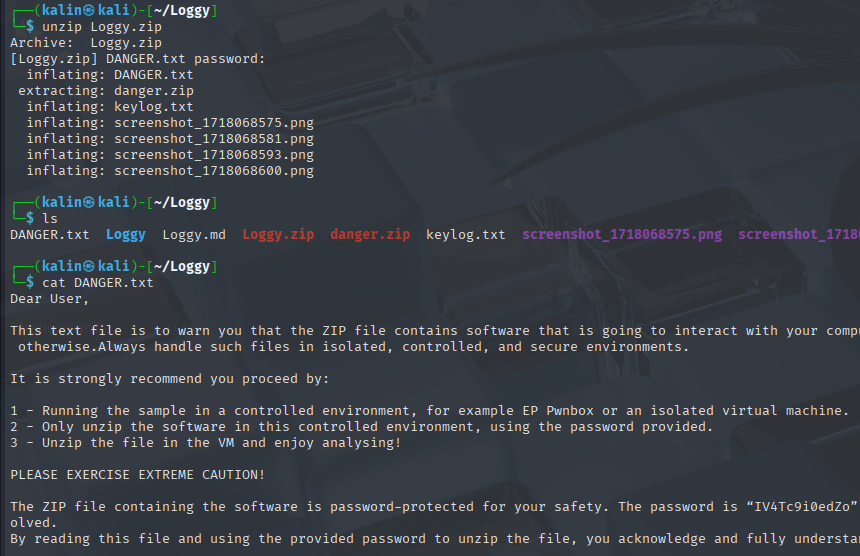 ┌──(kalin㉿kali)-[~/Loggy]
└─$ unzip Loggy.zip
Archive:  Loggy.zip
[Loggy.zip] DANGER.txt password:
  inflating: DANGER.txt
 extracting: danger.zip
  inflating: keylog.txt
  inflating: screenshot_1718068575.png
  inflating: screenshot_1718068581.png
  inflating: screenshot_1718068593.png
  inflating: screenshot_1718068600.png
┌──(kalin㉿kali)-[~/Loggy]
└─$ ls
DANGER.txt  Loggy  Loggy.md  Loggy.zip  danger.zip  keylog.txt  screenshot_1718068575.png  screenshot_1718
┌──(kalin㉿kali)-[~/Loggy]
└─$ cat DANGER.txt
Dear User,
This text file is to warn you that the ZIP file contains software that is going to interact with your comp
 otherwise.Always handle such files in isolated, controlled, and secure environments.
It is strongly recommend you proceed by:
1 - Running the sample in a controlled environment, for example EP Pwnbox or an isolated virtual machine.
2 - Only unzip the software in this controlled environment, using the password provided.
3 - Unzip the file in the VM and enjoy analysing!
PLEASE EXERCISE EXTREME CAUTION!
The ZIP file containing the software is password-protected for your safety. The password is “IV4Tc9i0edZo”
olved.
By reading this file and using the provided password to unzip the file, you acknowledge and fully understa